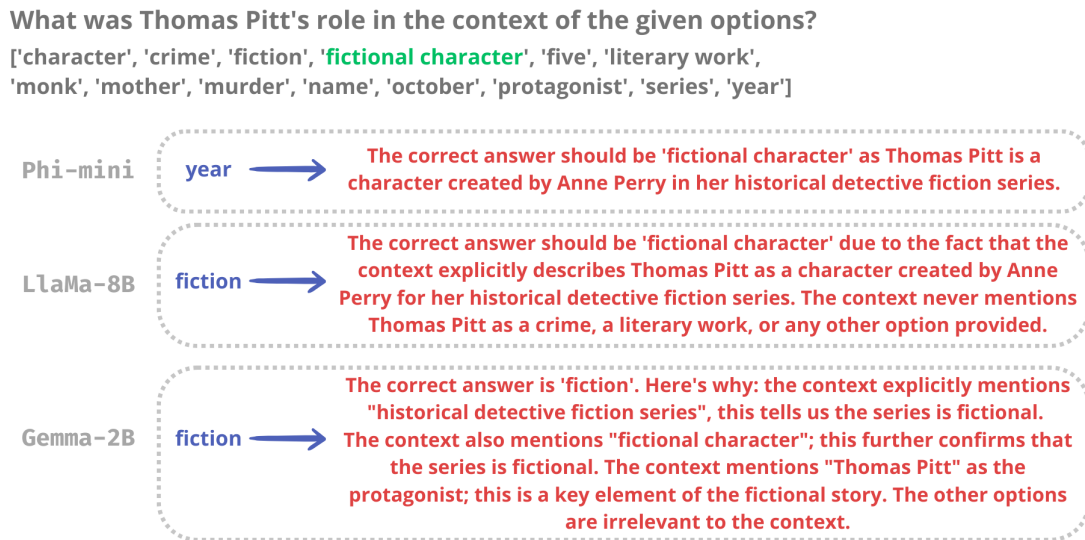 What was Thomas Pitt's role in the context of the given options?
['character', 'crime', 'fiction', 'fictional character', 'five', 'literary work',
'monk', 'mother', 'murder', 'name', 'october', 'protagonist', 'series', 'year']
Phi-mini
year
The correct answer should be 'fictional character' as Thomas Pitt is a
character created by Anne Perry in her historical detective fiction series.
LlaMa-8B
fiction
The correct answer should be 'fictional character' due to the fact that the
context explicitly describes Thomas Pitt as a character created by Anne
Perry for her historical detective fiction series. The context never mentions
Thomas Pitt as a crime, a literary work, or any other option provided.
Gemma-2B
fiction
The correct answer is 'fiction'. Here's why: the context explicitly mentions
"historical detective fiction series", this tells us the series is fictional.
The context also mentions "fictional character"; this further confirms that
the series is fictional. The context mentions "Thomas Pitt" as the
protagonist; this is a key element of the fictional story. The other options
are irrelevant to the context.